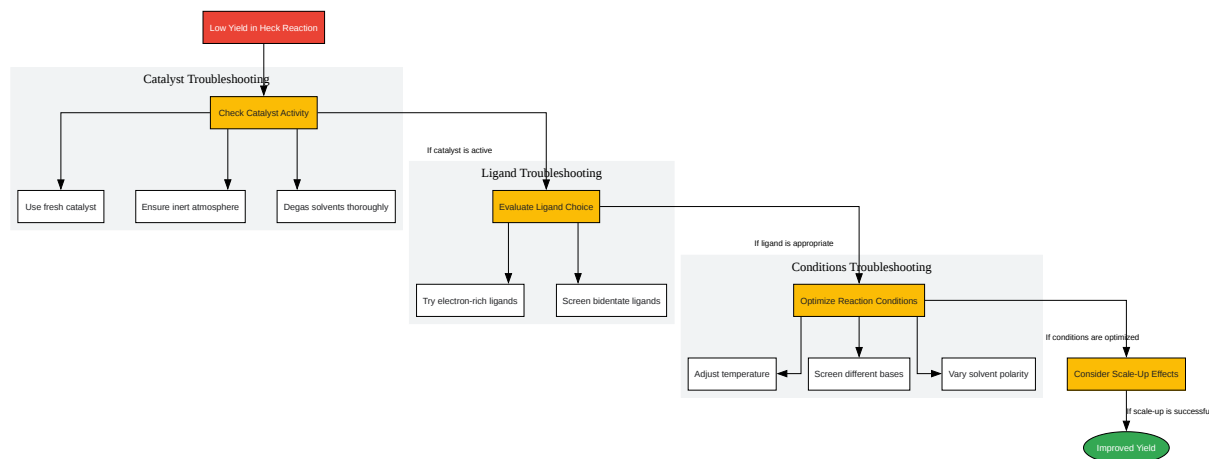 Low Yield in Heck Reaction
Catalyst Troubleshooting
Check Catalyst Activity
If catalyst is active
Use fresh catalyst
Ensure inert atmosphere
Degas solvents thoroughly
Ligand Troubleshooting
Evaluate Ligand Choice
If ligand is appropriate
Try electron-rich ligands
Screen bidentate ligands
Conditions Troubleshooting
Optimize Reaction Conditions
If conditions are optimized
Adjust temperature
Screen different bases
Vary solvent polarity
Consider Scale-Up Effects
If scale-up is successfu
Improved Yield